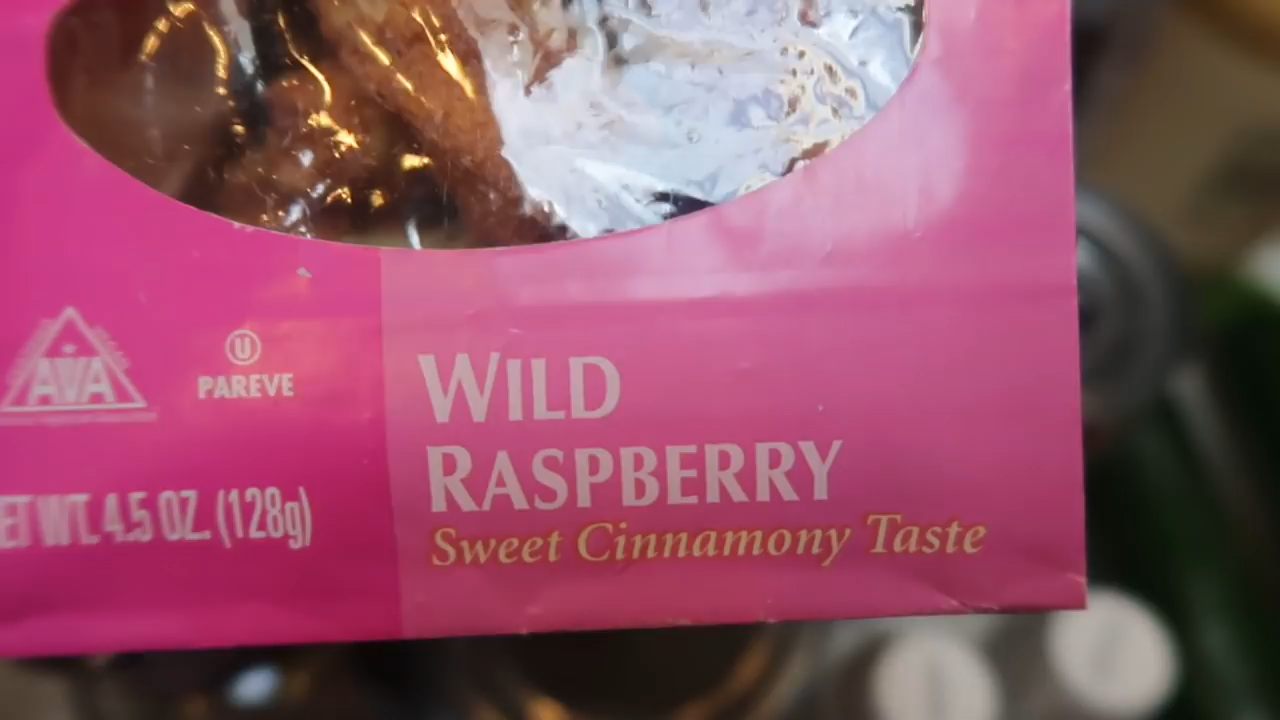 AVA
U
PAREVE
ET WT. 4.5 OZ. (128g)
WILD
RASPBERRY
Sweet Cinnamony Taste